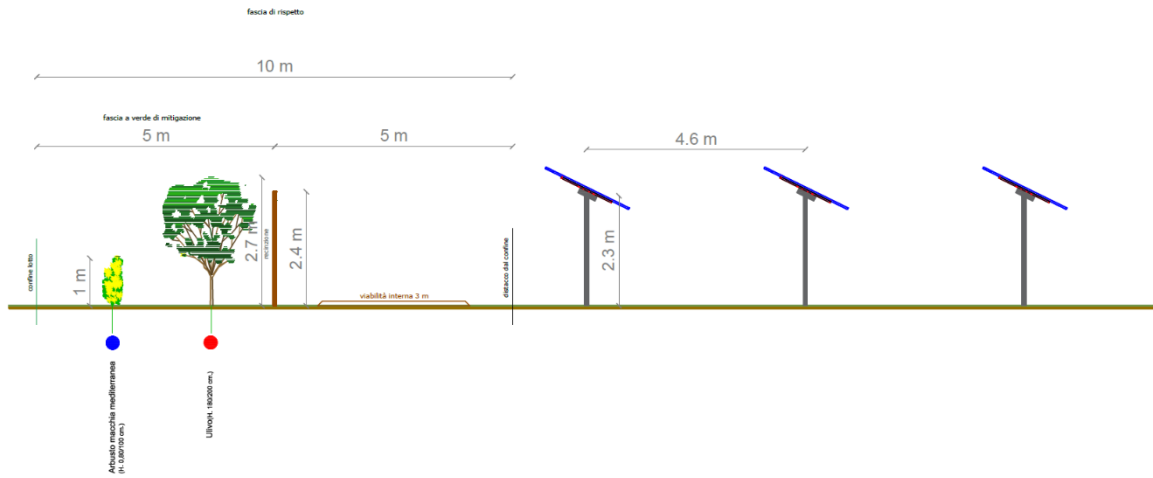 fascia di rispetto
10 m
fascia a verde di mitigazione
5 m
5 m
4.6 m
confine lotto
1 m
2.7 m
recinzione
2.4 m
viabilità interna 3 m
distacco dal confine
2.3 m
Arbusto macchia mediterranea
(H. 0,80/100 cm.)
Ulivo(H. 180/200 cm.)